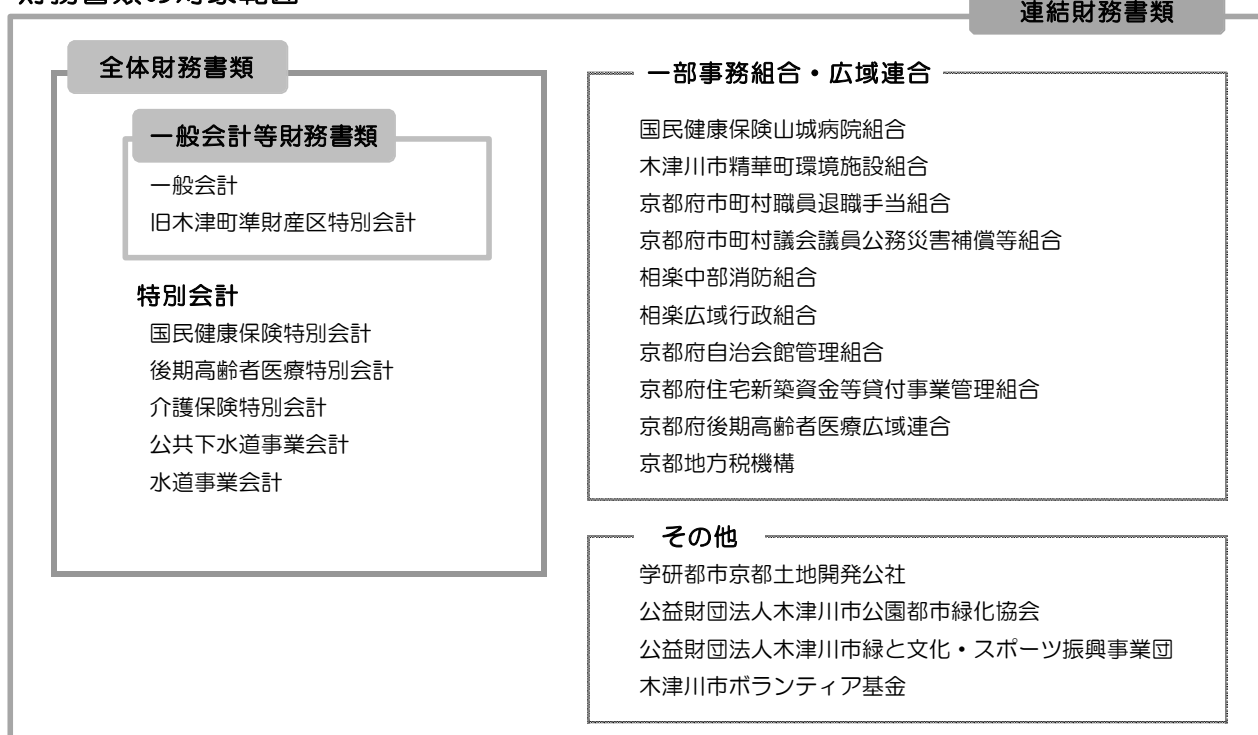 財務書類の対象範囲
連結財務書類
全体財務書類
一般会計等財務書類
一般会計
旧木津町準財産区特別会計
特別会計
国民健康保険特別会計
後期高齢者医療特別会計
介護保険特別会計
公共下水道事業会計
水道事業会計
一部事務組合・広域連合
国民健康保険山城病院組合
木津川市精華町環境施設組合
京都府市町村職員退職手当組合
京都府市町村議会議員公務災害補償等組合
相楽中部消防組合
相楽広域行政組合
京都府自治会館管理組合
京都府住宅新築資金等貸付事業管理組合
京都府後期高齢者医療広域連合
京都地方税機構
その他
学研都市京都土地開発公社
公益財団法人木津川市公園都市緑化協会
公益財団法人木津川市緑と文化・スポーツ振興事業団
木津川市ボランティア基金